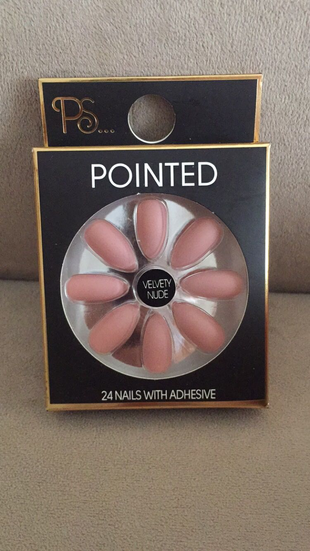 PS...
POINTED
VELVETY
NUDE
24 NAILS WITH ADHESIVE